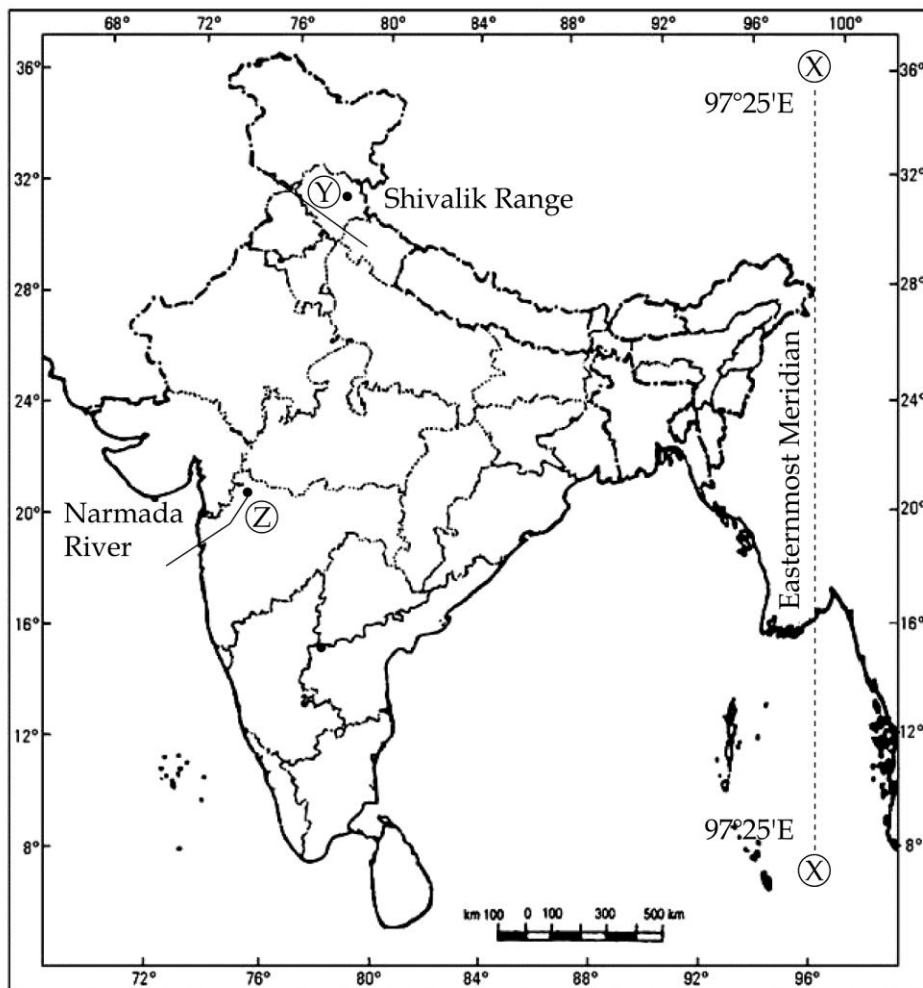 68° 72° 76° 80° 84° 88° 92° 96° 100°
36° X 36°
97°25'E
32° Y Shivalik Range 32°
28° 28°
Easternmost Meridian
24° 24°
Narmada
River
Z
20° 20°
16° 16°
12° 12°
97°25'E
8° 8°
X
km 100 0 100 300 500 km
72° 76° 80° 84° 88° 92° 96°